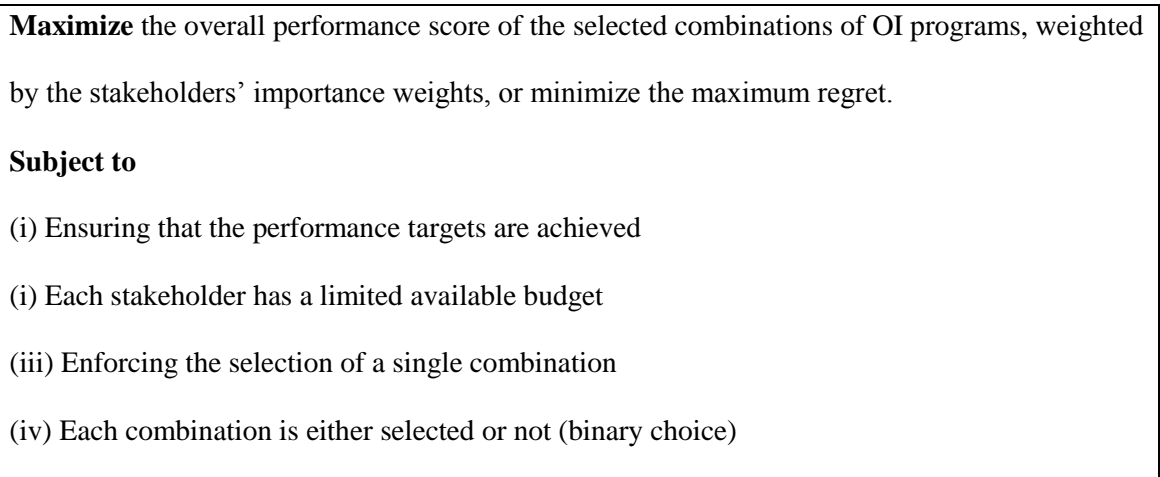 Maximize the overall performance score of the selected combinations of OI programs, weighted
by the stakeholders’ importance weights, or minimize the maximum regret.
Subject to
(i) Ensuring that the performance targets are achieved
(i) Each stakeholder has a limited available budget
(iii) Enforcing the selection of a single combination
(iv) Each combination is either selected or not (binary choice)